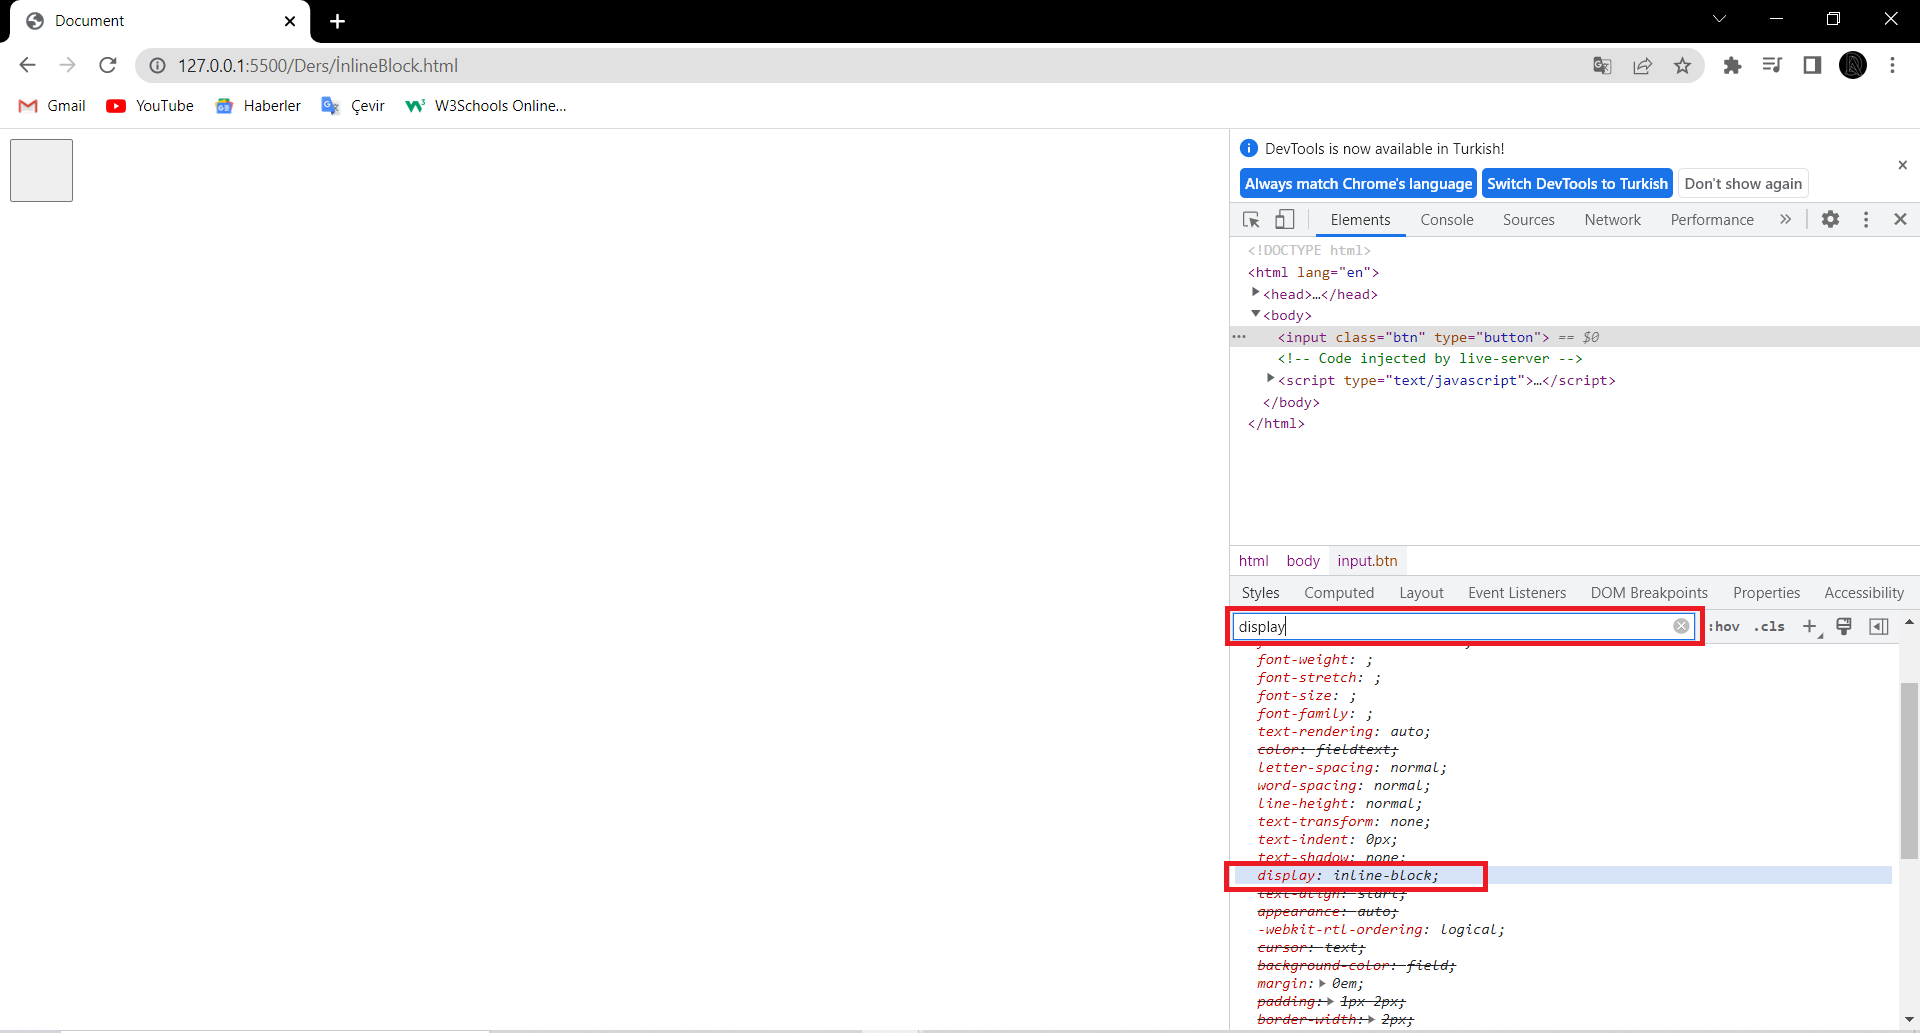 Document
127.0.0.1:5500/Ders/İnlineBlock.html
Gmail YouTube Haberler Çevir W3Schools Online...
DevTools is now available in Turkish!
Always match Chrome's language Switch DevTools to Turkish Don't show again
Elements Console Sources Network Performance
<!DOCTYPE html>
<html lang="en">
<head>…</head>
<body>
<input class="btn" type="button"> == $0
<!-- Code injected by live-server -->
<script type="text/javascript">…</script>
</body>
</html>
html body input.btn
Styles Computed Layout Event Listeners DOM Breakpoints Properties Accessibility
display :hov .cls
font-weight: ;
font-stretch: ;
font-size: ;
font-family: ;
text-rendering: auto;
color: fieldtext;
letter-spacing: normal;
word-spacing: normal;
line-height: normal;
text-transform: none;
text-indent: 0px;
text-shadow: none;
display: inline-block;
text-align: start;
appearance: auto;
-webkit-rtl-ordering: logical;
cursor: text;
background-color: field;
margin: 0em;
padding: 1px 2px;
border-width: 2px;